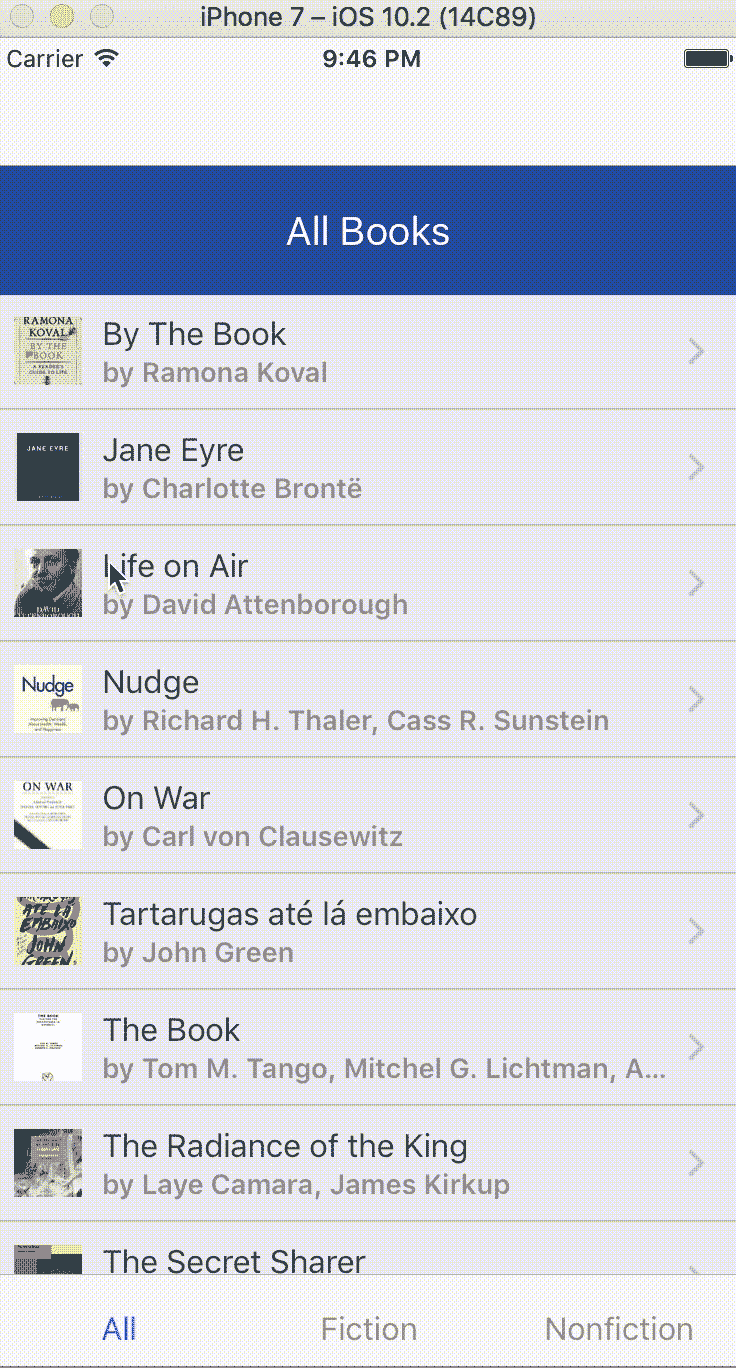 iPhone 7 – iOS 10.2 (14C89)
Carrier 9:46 PM
All Books
RAMONA
KOVAL
BY THE
BOOK
A READER'S
GUIDE TO LIFE
By The Book
by Ramona Koval
JANE EYRE
Jane Eyre
by Charlotte Brontë
DAVID
ATTENBOROUGH
Life on Air
by David Attenborough
Nudge
Nudge
by Richard H. Thaler, Cass R. Sunstein
ON WAR
On War
by Carl von Clausewitz
ATÉ LÁ
EMBAIXO
JOHN
GREEN
Tartarugas até lá embaixo
by John Green
THE BOOK
The Book
by Tom M. Tango, Mitchel G. Lichtman, A...
The Radiance of the King
by Laye Camara, James Kirkup
The Secret Sharer
All Fiction Nonfiction